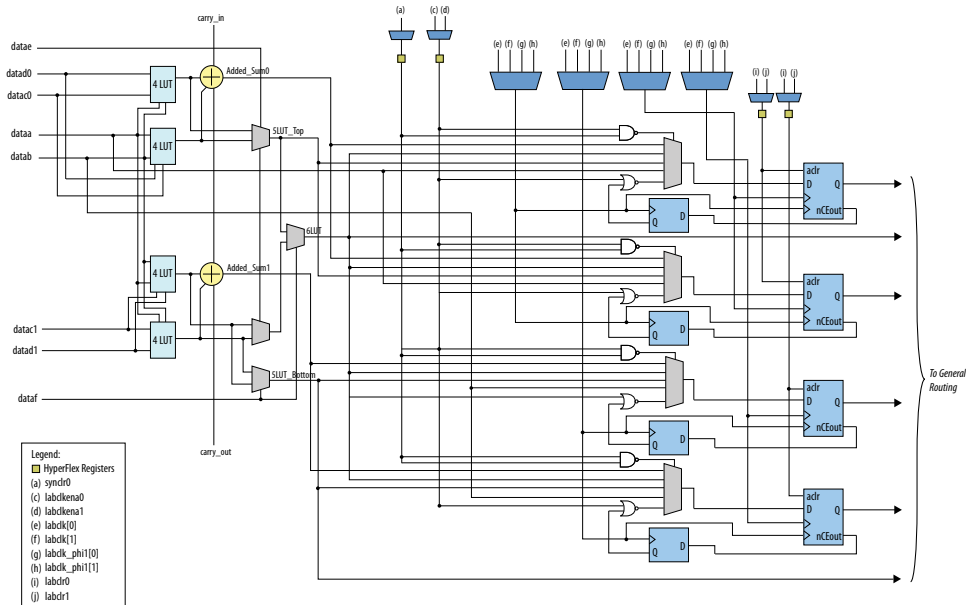 (a)
(c) (d)
carry_in
(e) (f) (g) (h)
(e) (f) (g) (h)
(e) (f) (g) (h)
(e) (f) (g) (h)
datae
datad0
4 LUT
Added_Sum0
(i) (j)
(i) (j)
datac0
dataa
4 LUT
5LUT_Top
datab
aclr
D
Q
nCEout
Q
D
6LUT
4 LUT
Added_Sum1
aclr
D
Q
nCEout
Q
D
datac1
4 LUT
datad1
5LUT_Bottom
dataf
aclr
D
Q
nCEout
Q
D
To General
Routing
carry_out
aclr
D
Q
nCEout
Q
D
Legend:
HyperFlex Registers
(a) synclr0
(c) labclkena0
(d) labclkena1
(e) labclk[0]
(f) labclk[1]
(g) labclk_phi1[0]
(h) labclk_phi1[1]
(i) labclr0
(j) labclr1